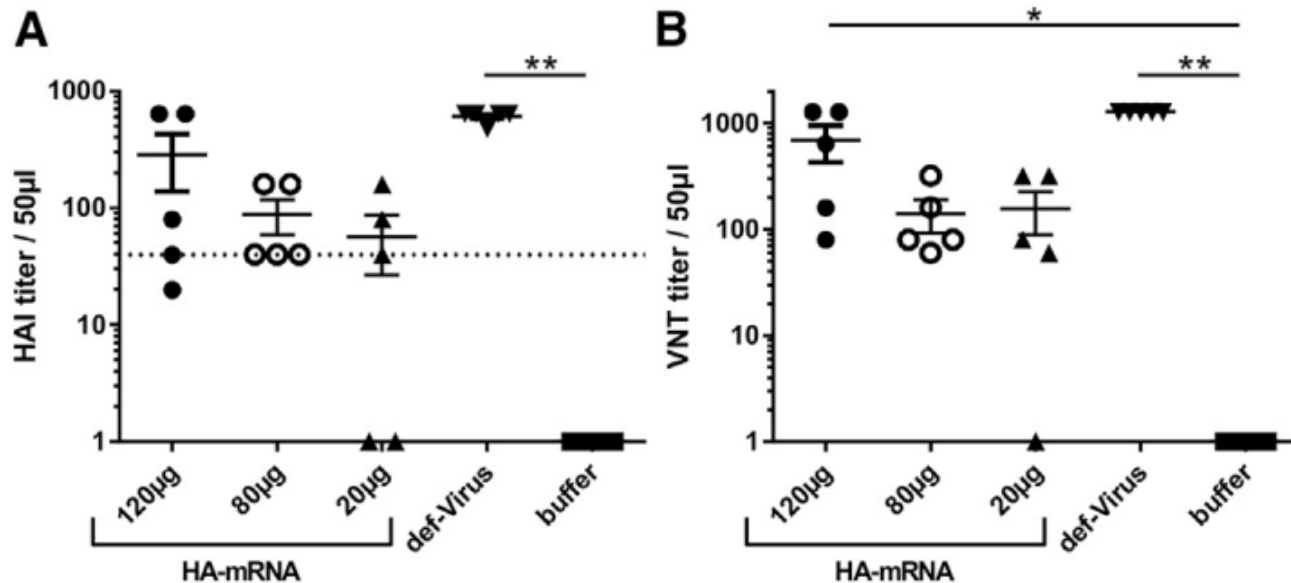 A
**
1000
100
10
1
HAI titer / 50µl
120µg
80µg
20µg
def-Virus
buffer
HA-mRNA
B
*
**
1000
100
10
1
VNT titer / 50µl
120µg
80µg
20µg
def-Virus
buffer
HA-mRNA